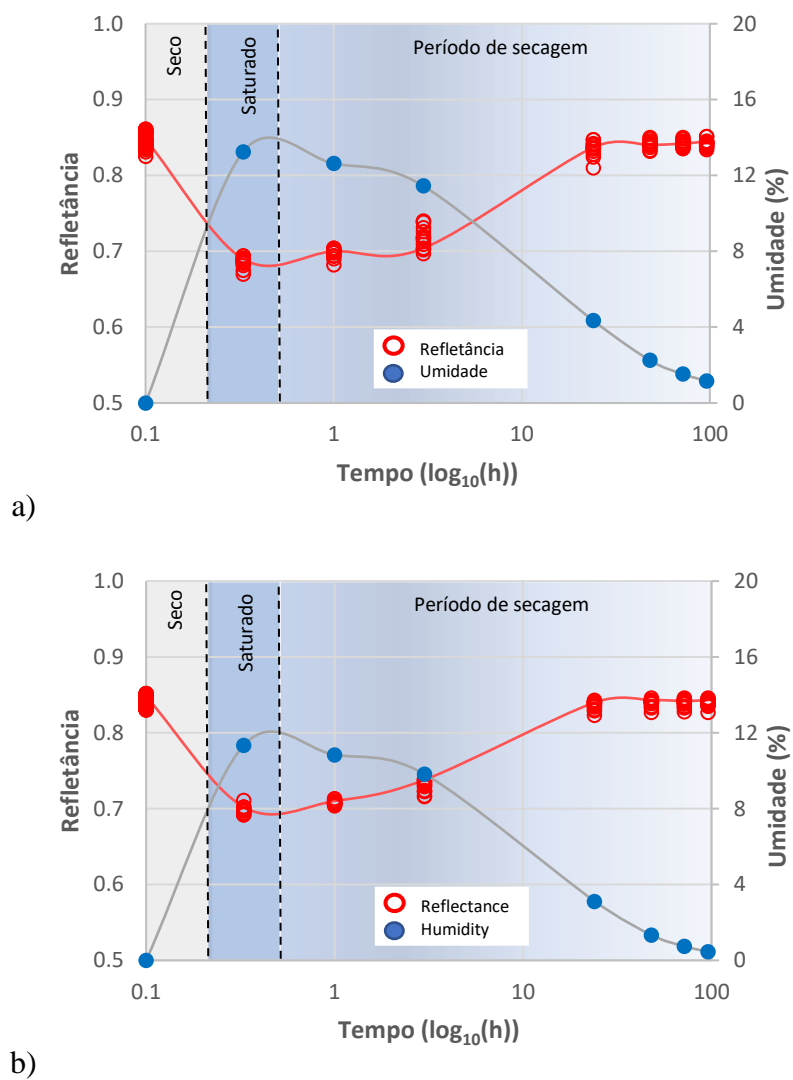 Seco
Saturado
Período de secagem
1.0
0.9
0.8
0.7
0.6
0.5
Refletância
20
16
12
8
4
0
Umidade (%)
Refletância
Umidade
0.1
1
10
100
Tempo (log10(h))
a)
Seco
Saturado
Período de secagem
1.0
0.9
0.8
0.7
0.6
0.5
Refletância
20
16
12
8
4
0
Umidade (%)
Reflectance
Humidity
0.1
1
10
100
Tempo (log10(h))
b)